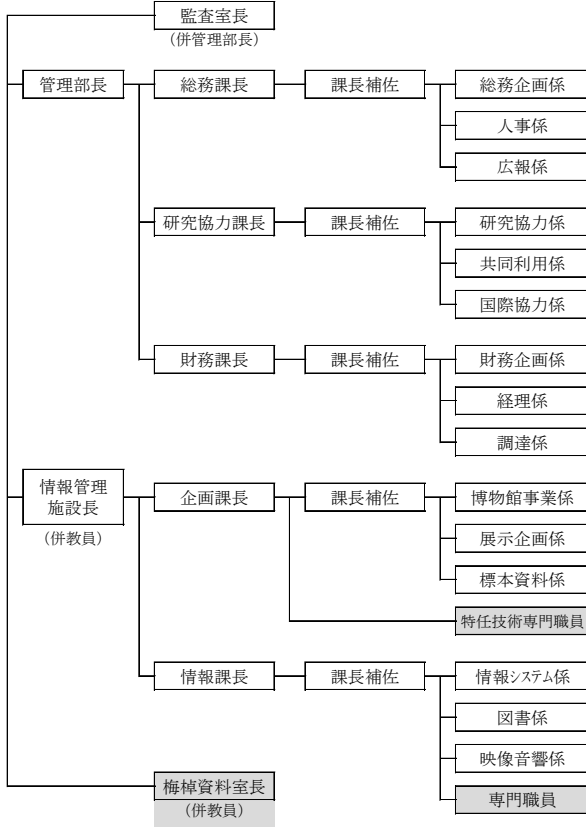 監査室長
（併管理部長）
管理部長
総務課長
課長補佐
総務企画係
人事係
広報係
研究協力課長
課長補佐
研究協力係
共同利用係
国際協力係
財務課長
課長補佐
財務企画係
経理係
調達係
情報管理
施設長
（併教員）
企画課長
課長補佐
博物館事業係
展示企画係
標本資料係
特任技術専門職員
情報課長
課長補佐
情報システム係
図書係
映像音響係
専門職員
梅棹資料室長
（併教員）